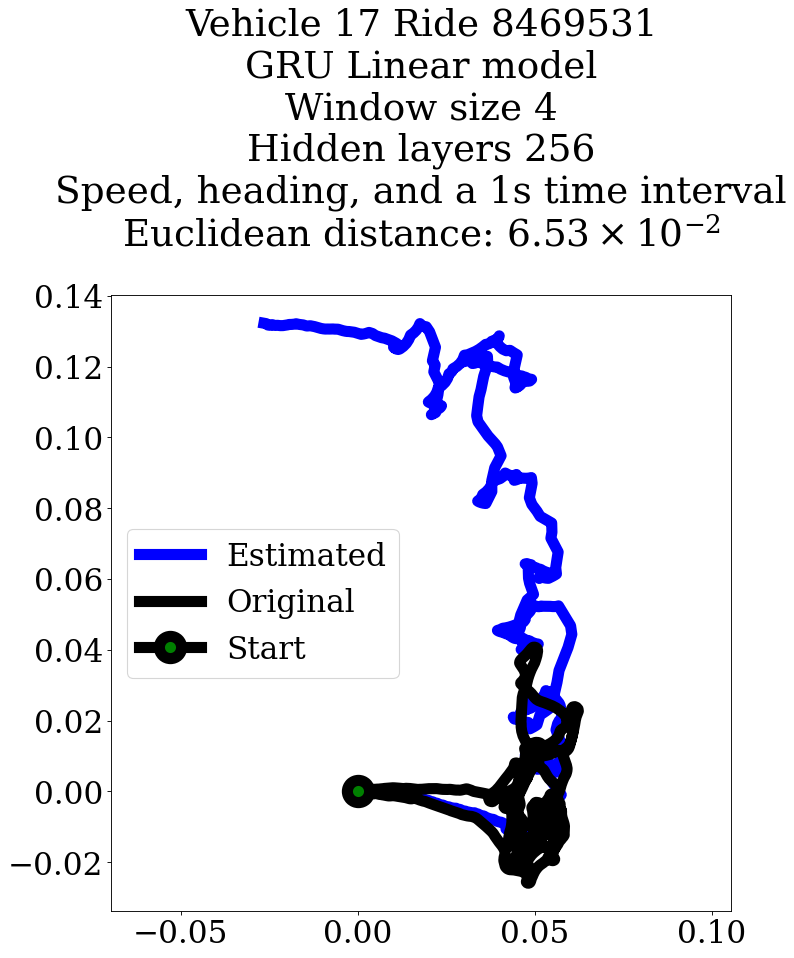 Vehicle 17 Ride 8469531
GRU Linear model
Window size 4
Hidden layers 256
Speed, heading, and a 1s time interval
Euclidean distance: 6.53 × 10⁻²
0.14
0.12
0.10
0.08
0.06
0.04
0.02
0.00
−0.02
Estimated
Original
Start
−0.05
0.00
0.05
0.10